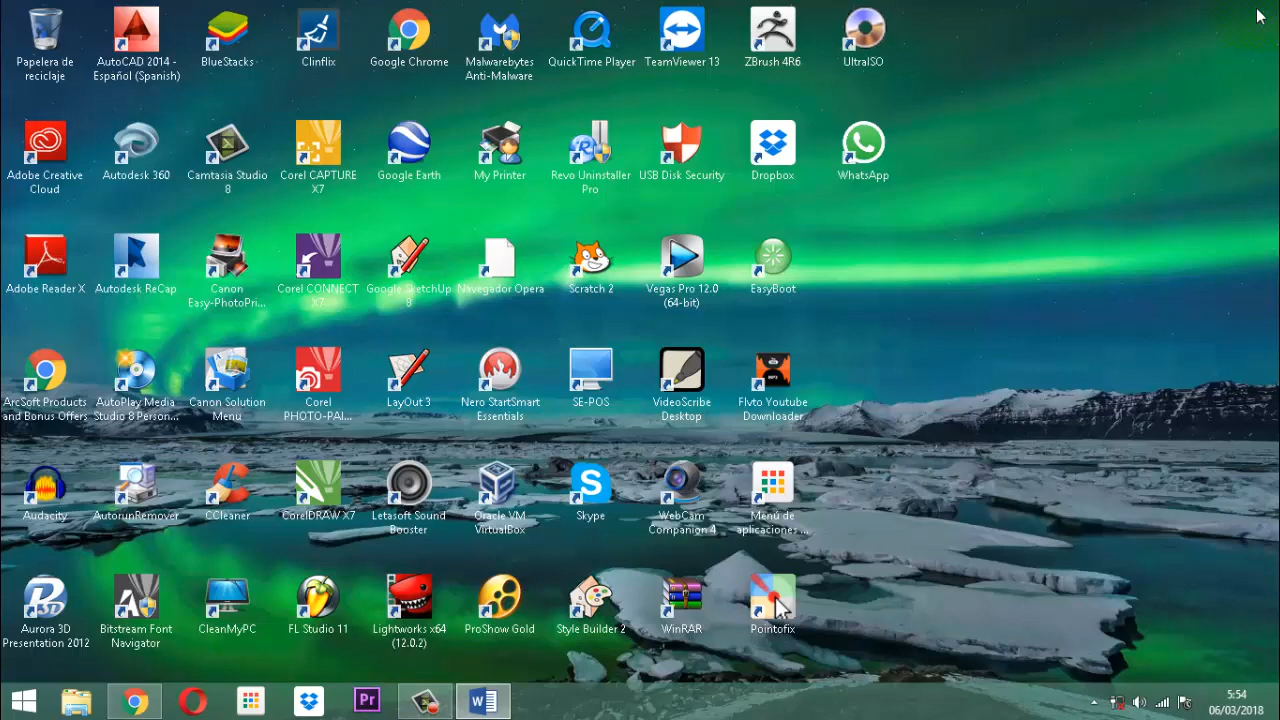 Papelera de
reciclaje
AutoCAD 2014 -
Español (Spanish)
BlueStacks
Clinflix
Google Chrome
Malwarebytes
Anti-Malware
QuickTime Player
TeamViewer 13
ZBrush 4R6
UltraISO
Adobe Creative
Cloud
Autodesk 360
Camtasia Studio
8
Corel CAPTURE
X7
Google Earth
My Printer
Revo Uninstaller
Pro
USB Disk Security
Dropbox
WhatsApp
Adobe Reader X
Autodesk ReCap
Canon
Easy-PhotoPri...
Corel CONNECT
X7
Google SketchUp
8
Navegador Opera
Scratch 2
Vegas Pro 12.0
(64-bit)
EasyBoot
ArcSoft Products
and Bonus Offers
AutoPlay Media
Studio 8 Person...
Canon Solution
Menu
Corel
PHOTO-PAI...
LayOut 3
Nero StartSmart
Essentials
SE-POS
VideoScribe
Desktop
MP3
Flvto Youtube
Downloader
Audacity
AutorunRemover
CCleaner
CorelDRAW X7
Letasoft Sound
Booster
Oracle VM
VirtualBox
Skype
WebCam
Companion 4
Menú de
aplicaciones ...
Aurora 3D
Presentation 2012
Bitstream Font
Navigator
CleanMyPC
FL Studio 11
Lightworks x64
(12.0.2)
ProShow Gold
Style Builder 2
WinRAR
Pointofix
Pr
5:54
06/03/2018